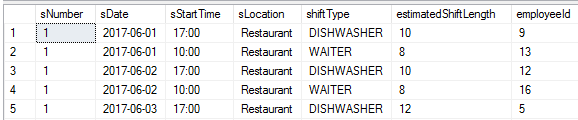 sNumber sDate sStartTime sLocation shiftType estimatedShiftLength employeeId
1 1 2017-06-01 17:00 Restaurant DISHWASHER 10 9
2 1 2017-06-01 10:00 Restaurant WAITER 8 13
3 1 2017-06-02 17:00 Restaurant DISHWASHER 10 12
4 1 2017-06-02 10:00 Restaurant WAITER 8 16
5 1 2017-06-03 17:00 Restaurant DISHWASHER 12 5